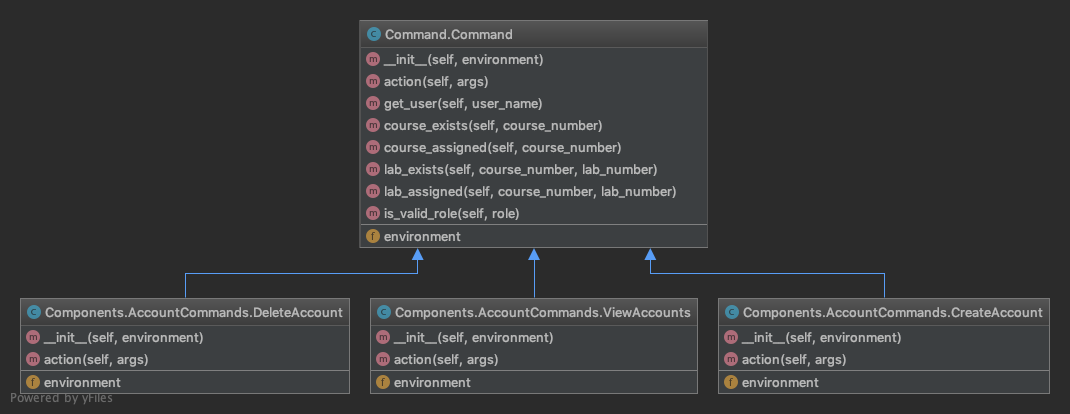 Command.Command
__init__(self, environment)
action(self, args)
get_user(self, user_name)
course_exists(self, course_number)
course_assigned(self, course_number)
lab_exists(self, course_number, lab_number)
lab_assigned(self, course_number, lab_number)
is_valid_role(self, role)
environment
Components.AccountCommands.DeleteAccount
__init__(self, environment)
action(self, args)
environment
Components.AccountCommands.ViewAccounts
__init__(self, environment)
action(self, args)
environment
Components.AccountCommands.CreateAccount
__init__(self, environment)
action(self, args)
environment
Powered by yFiles